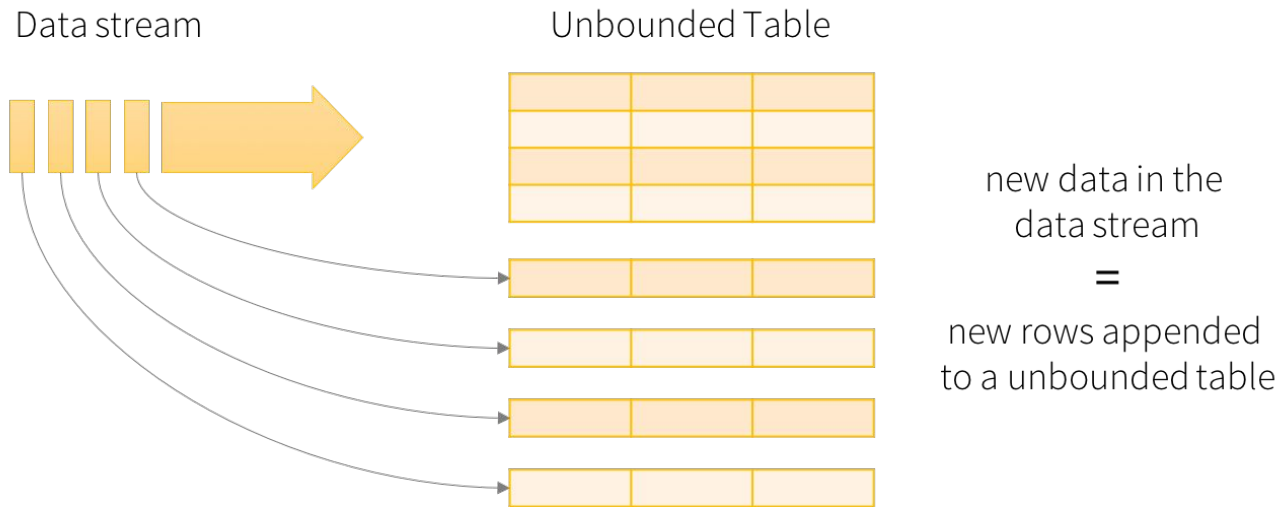 Data stream
Unbounded Table
new data in the
data stream
=
new rows appended
to a unbounded table